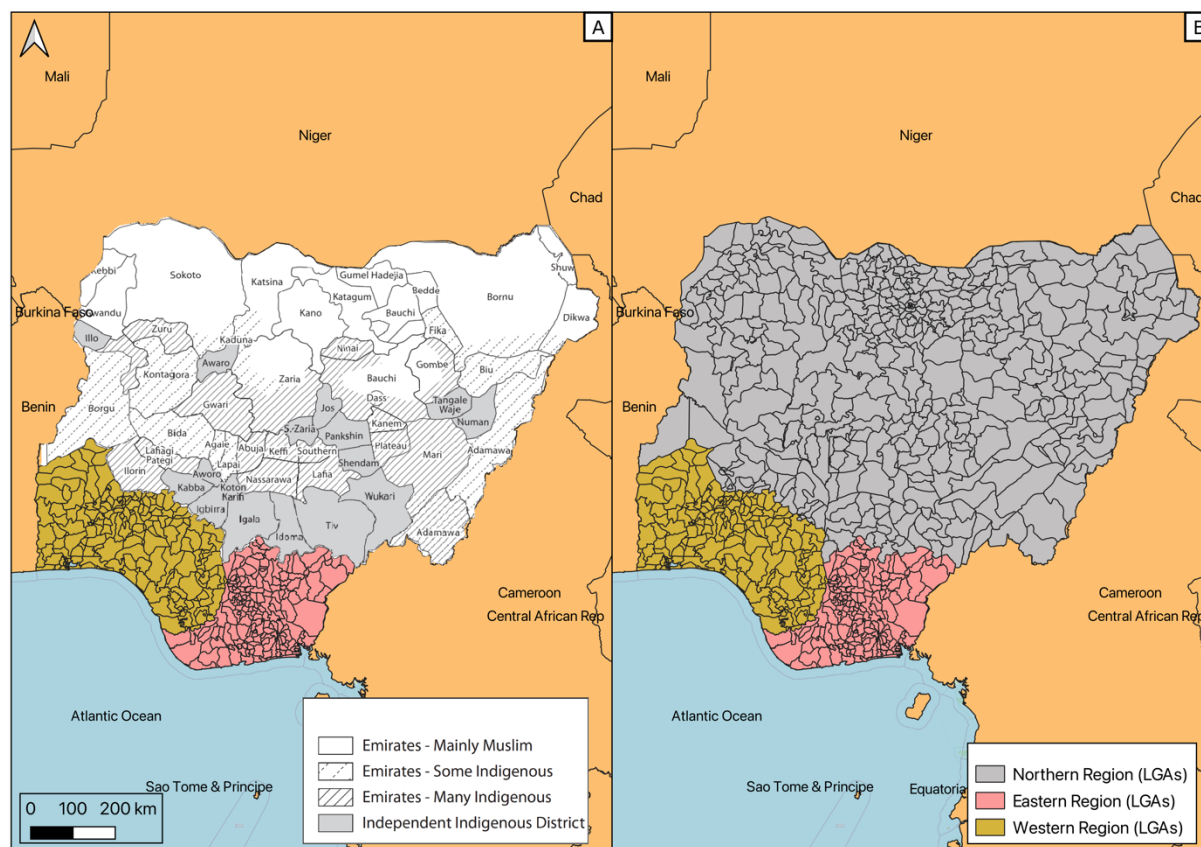 A
Mali
Niger
Chad
Kebbi
Sokoto
Katsina
Gumel Hadejia
Shuw
Katagum
Bedde
Bornu
Kano
Bauchi
Dikwa
Burkina Faso
Zuru
Kaduna
Fika
Illo
Awaro
Ninai
Gombe
Biu
Kontagora
Zaria
Bauchi
Benin
Borgu
Gwari
Dass
Tangale
Waje
Jos
Numan
Kanem
Bida
S. Zaria
Pankshin
Agaie
Abuja
Keffi
Southern
Plateau
Mari
Adamawa
Lafiagi
Pategi
Ilorin
Lapai
Shendam
Aworo
Nassarawa
Lafia
Kabba
Koton
Karifi
Wukari
Igbirra
Igala
Tiv
Idoma
Adamawa
Cameroon
Central African Rep
Atlantic Ocean
Sao Tome & Principe
0 100 200 km
Emirates - Mainly Muslim
Emirates - Some Indigenous
Emirates - Many Indigenous
Independent Indigenous District
B
Mali
Niger
Chad
Burkina Faso
Benin
Cameroon
Central African Rep
Atlantic Ocean
Sao Tome & Principe
Equatoria
Northern Region (LGAs)
Eastern Region (LGAs)
Western Region (LGAs)